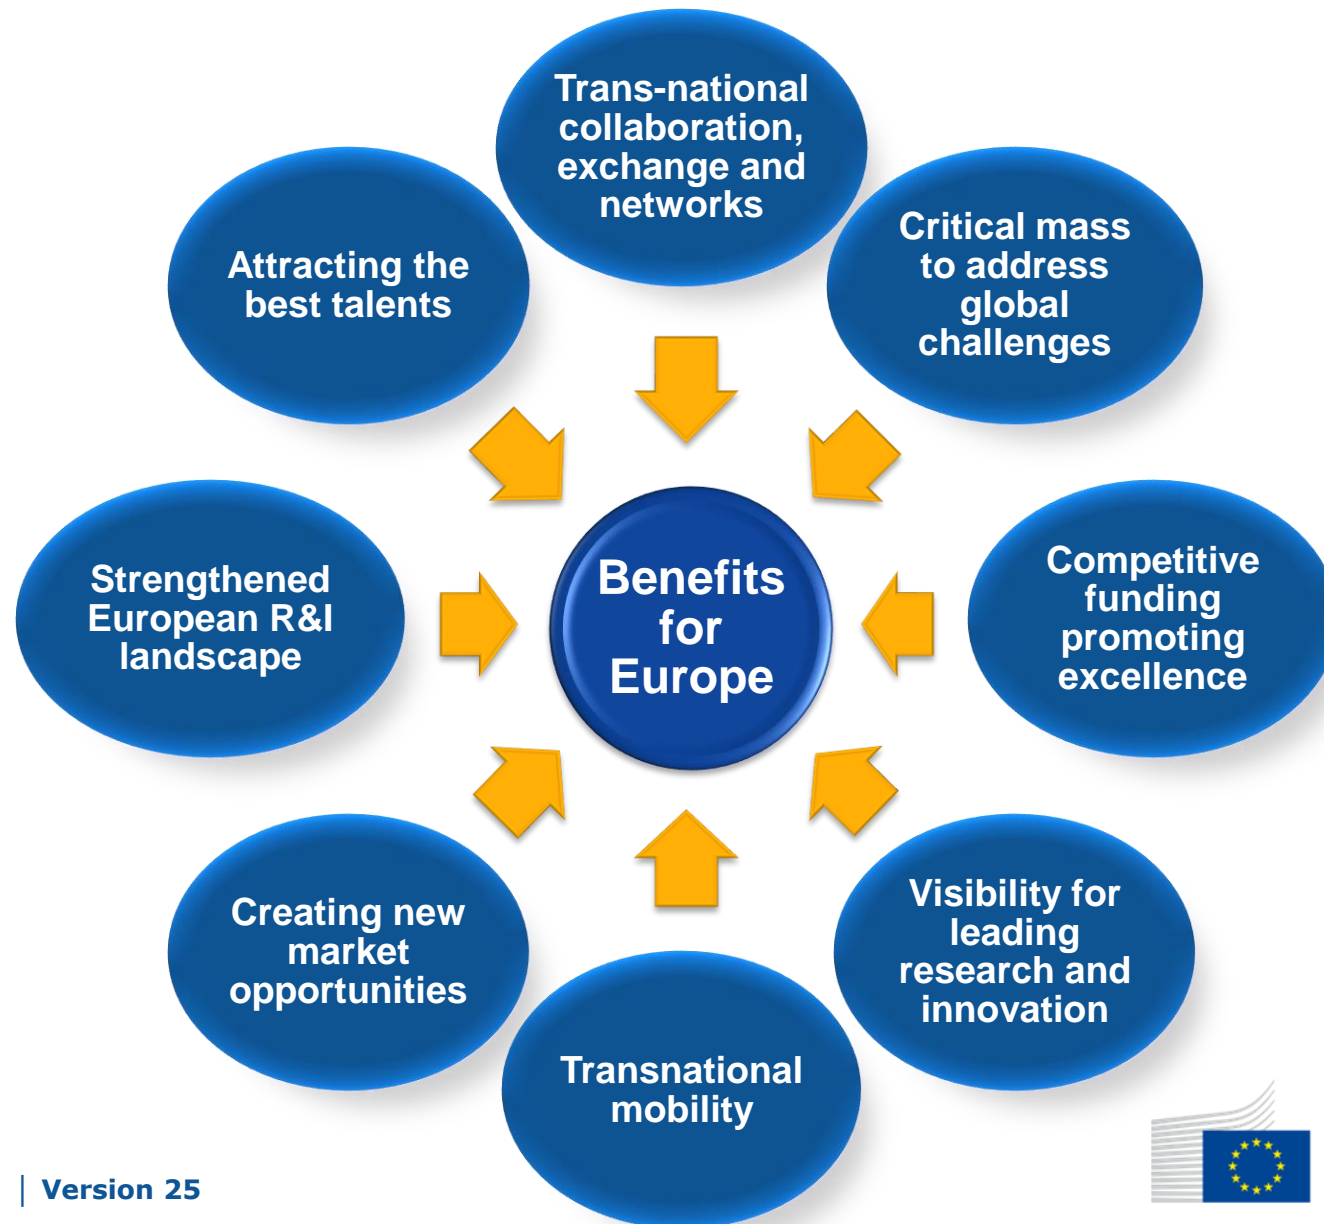 Trans-national
collaboration,
exchange and
networks
Critical mass
to address
global
challenges
Attracting the
best talents
Competitive
funding
promoting
excellence
Strengthened
European R&I
landscape
Benefits
for
Europe
Visibility for
leading
research and
innovation
Creating new
market
opportunities
Transnational
mobility
| Version 25